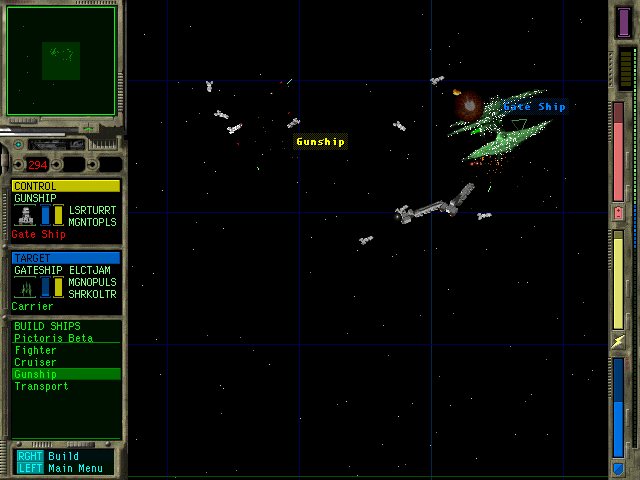 Gate Ship
Gunship
294
CONTROL
GUNSHIP
LSRTURRT
MGNTOPLS
Gate Ship
TARGET
GATESHIP ELCTJAM
MGNOPULS
SHRKOLTR
Carrier
BUILD SHIPS
Pictoris Beta
Fighter
Cruiser
Gunship
Transport
RGHT Build
LEFT Main Menu